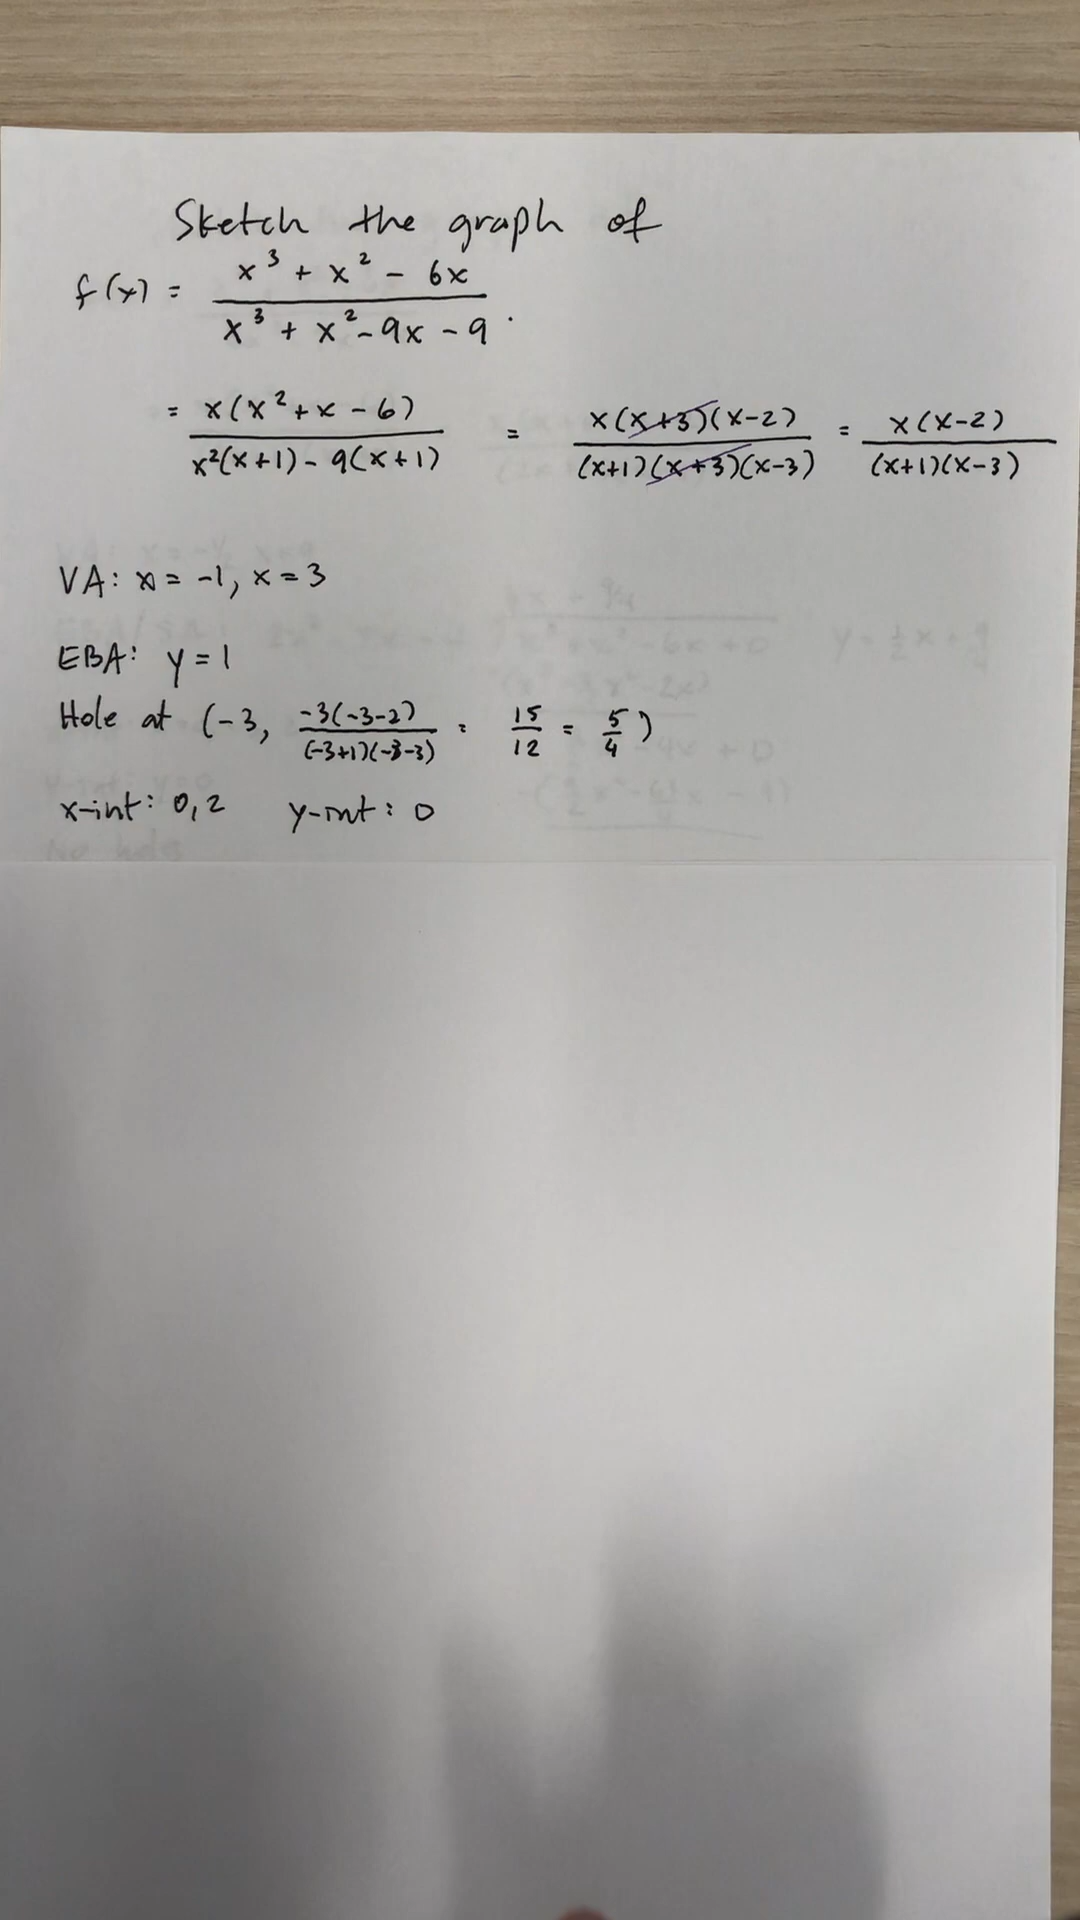 Sketch the graph of
f(x) = (x³ + x² - 6x)/(x³ + x² - 9x - 9).
= x(x² + x - 6)/(x²(x+1) - 9(x+1)) = x(x+3)(x-2)/((x+1)(x+3)(x-3)) = x(x-2)/((x+1)(x-3))
VA: x = -1, x = 3
EBA: y = 1
Hole at (-3, -3(-3-2)/((-3+1)(-3-3)) = 15/12 = 5/4)
x-int: 0, 2 y-int: 0